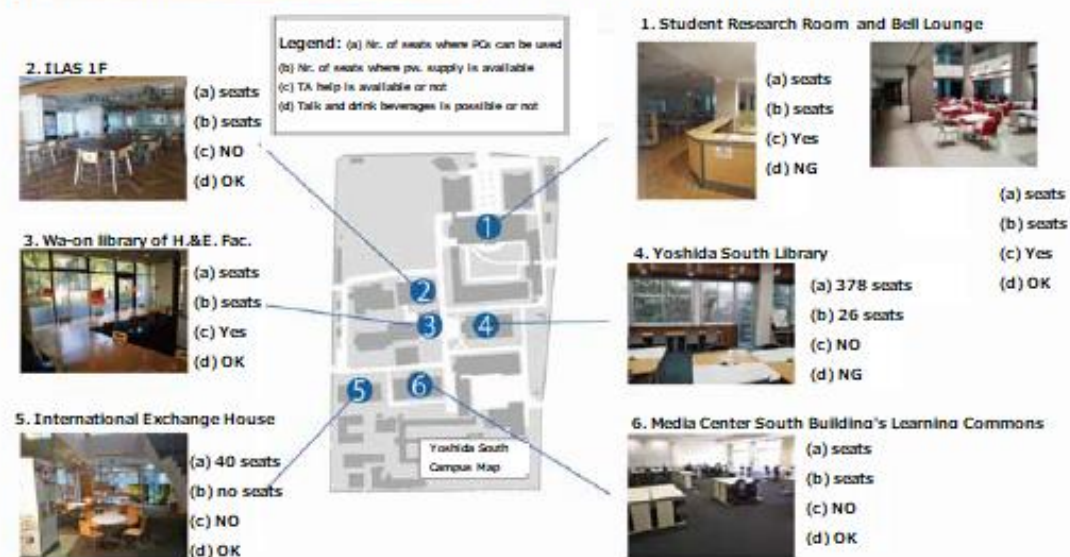 1. Student Research Room and Bell Lounge
(a) seats
(b) seats
(c) Yes
(d) NG
(a) seats
(b) seats
(c) Yes
(d) OK
Legend: (a) Nr. of seats where PCs can be used
(b) Nr. of seats where pw. supply is available
(c) TA help is available or not
(d) Talk and drink beverages is possible or not
2. ILAS 1F
(a) seats
(b) seats
(c) NO
(d) OK
3. Wa-on library of H.&E. Fac.
(a) seats
(b) seats
(c) Yes
(d) OK
4. Yoshida South Library
(a) 378 seats
(b) 26 seats
(c) NO
(d) NG
5. International Exchange House
(a) 40 seats
(b) no seats
(c) NO
(d) OK
6. Media Center South Building's Learning Commons
(a) seats
(b) seats
(c) NO
(d) OK
1
2
3
4
5
6
Yoshida South
Campus Map